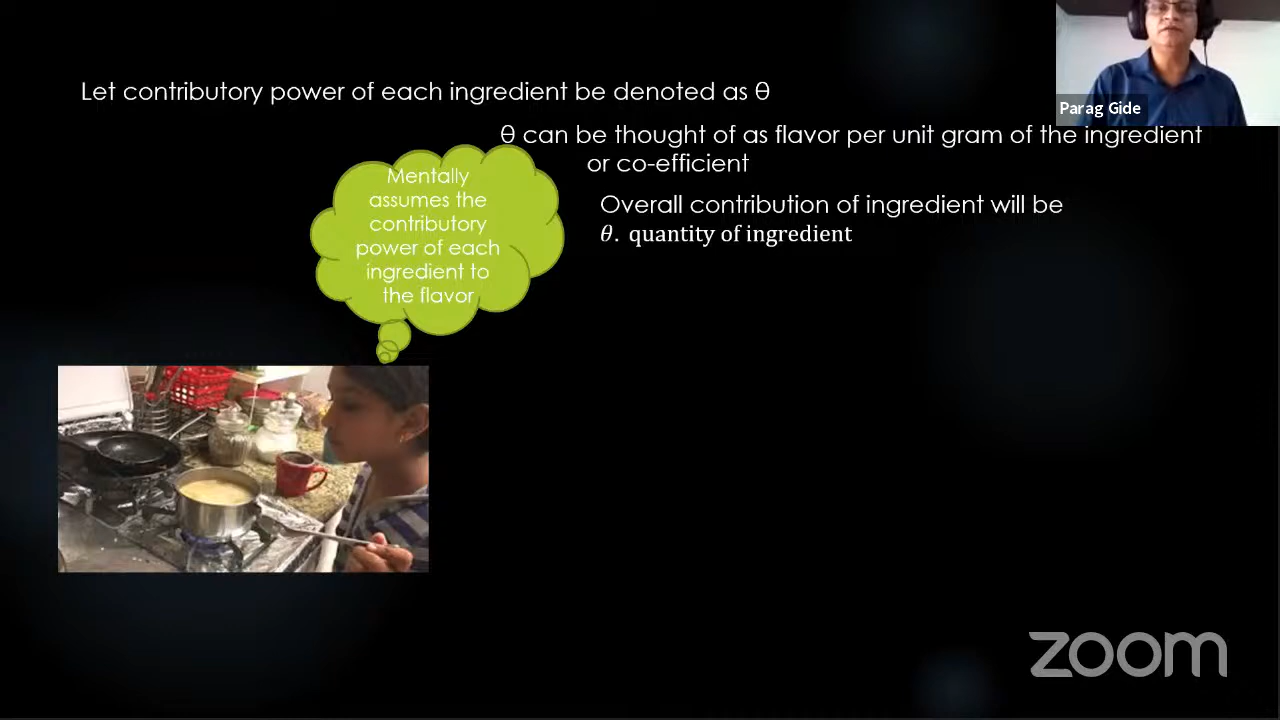 Let contributory power of each ingredient be denoted as θ
Parag Gide
θ can be thought of as flavor per unit gram of the ingredient
or co-efficient
Mentally
assumes the
contributory
power of each
ingredient to
the flavor
Overall contribution of ingredient will be
θ. quantity of ingredient
zoom